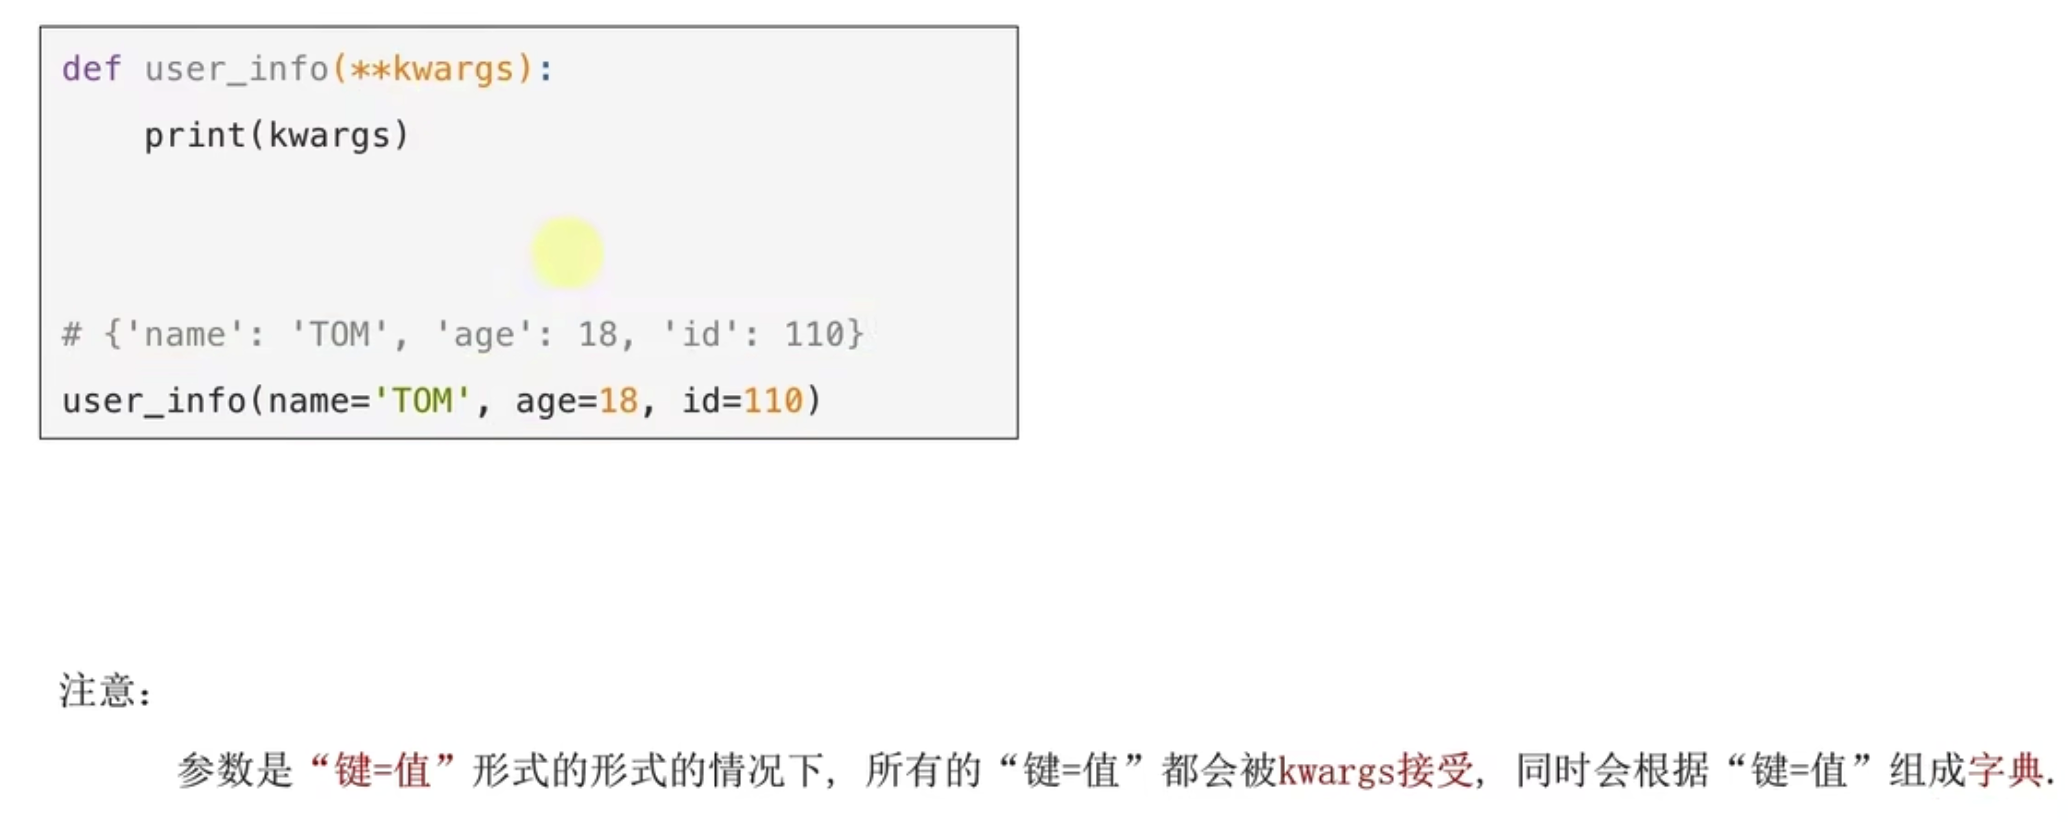 def user_info(**kwargs):
    print(kwargs)
# {'name': 'TOM', 'age': 18, 'id': 110}
user_info(name='TOM', age=18, id=110)
注意：
参数是“键=值”形式的形式的情况下, 所有的“键=值”都会被kwargs接受, 同时会根据“键=值”组成字典.